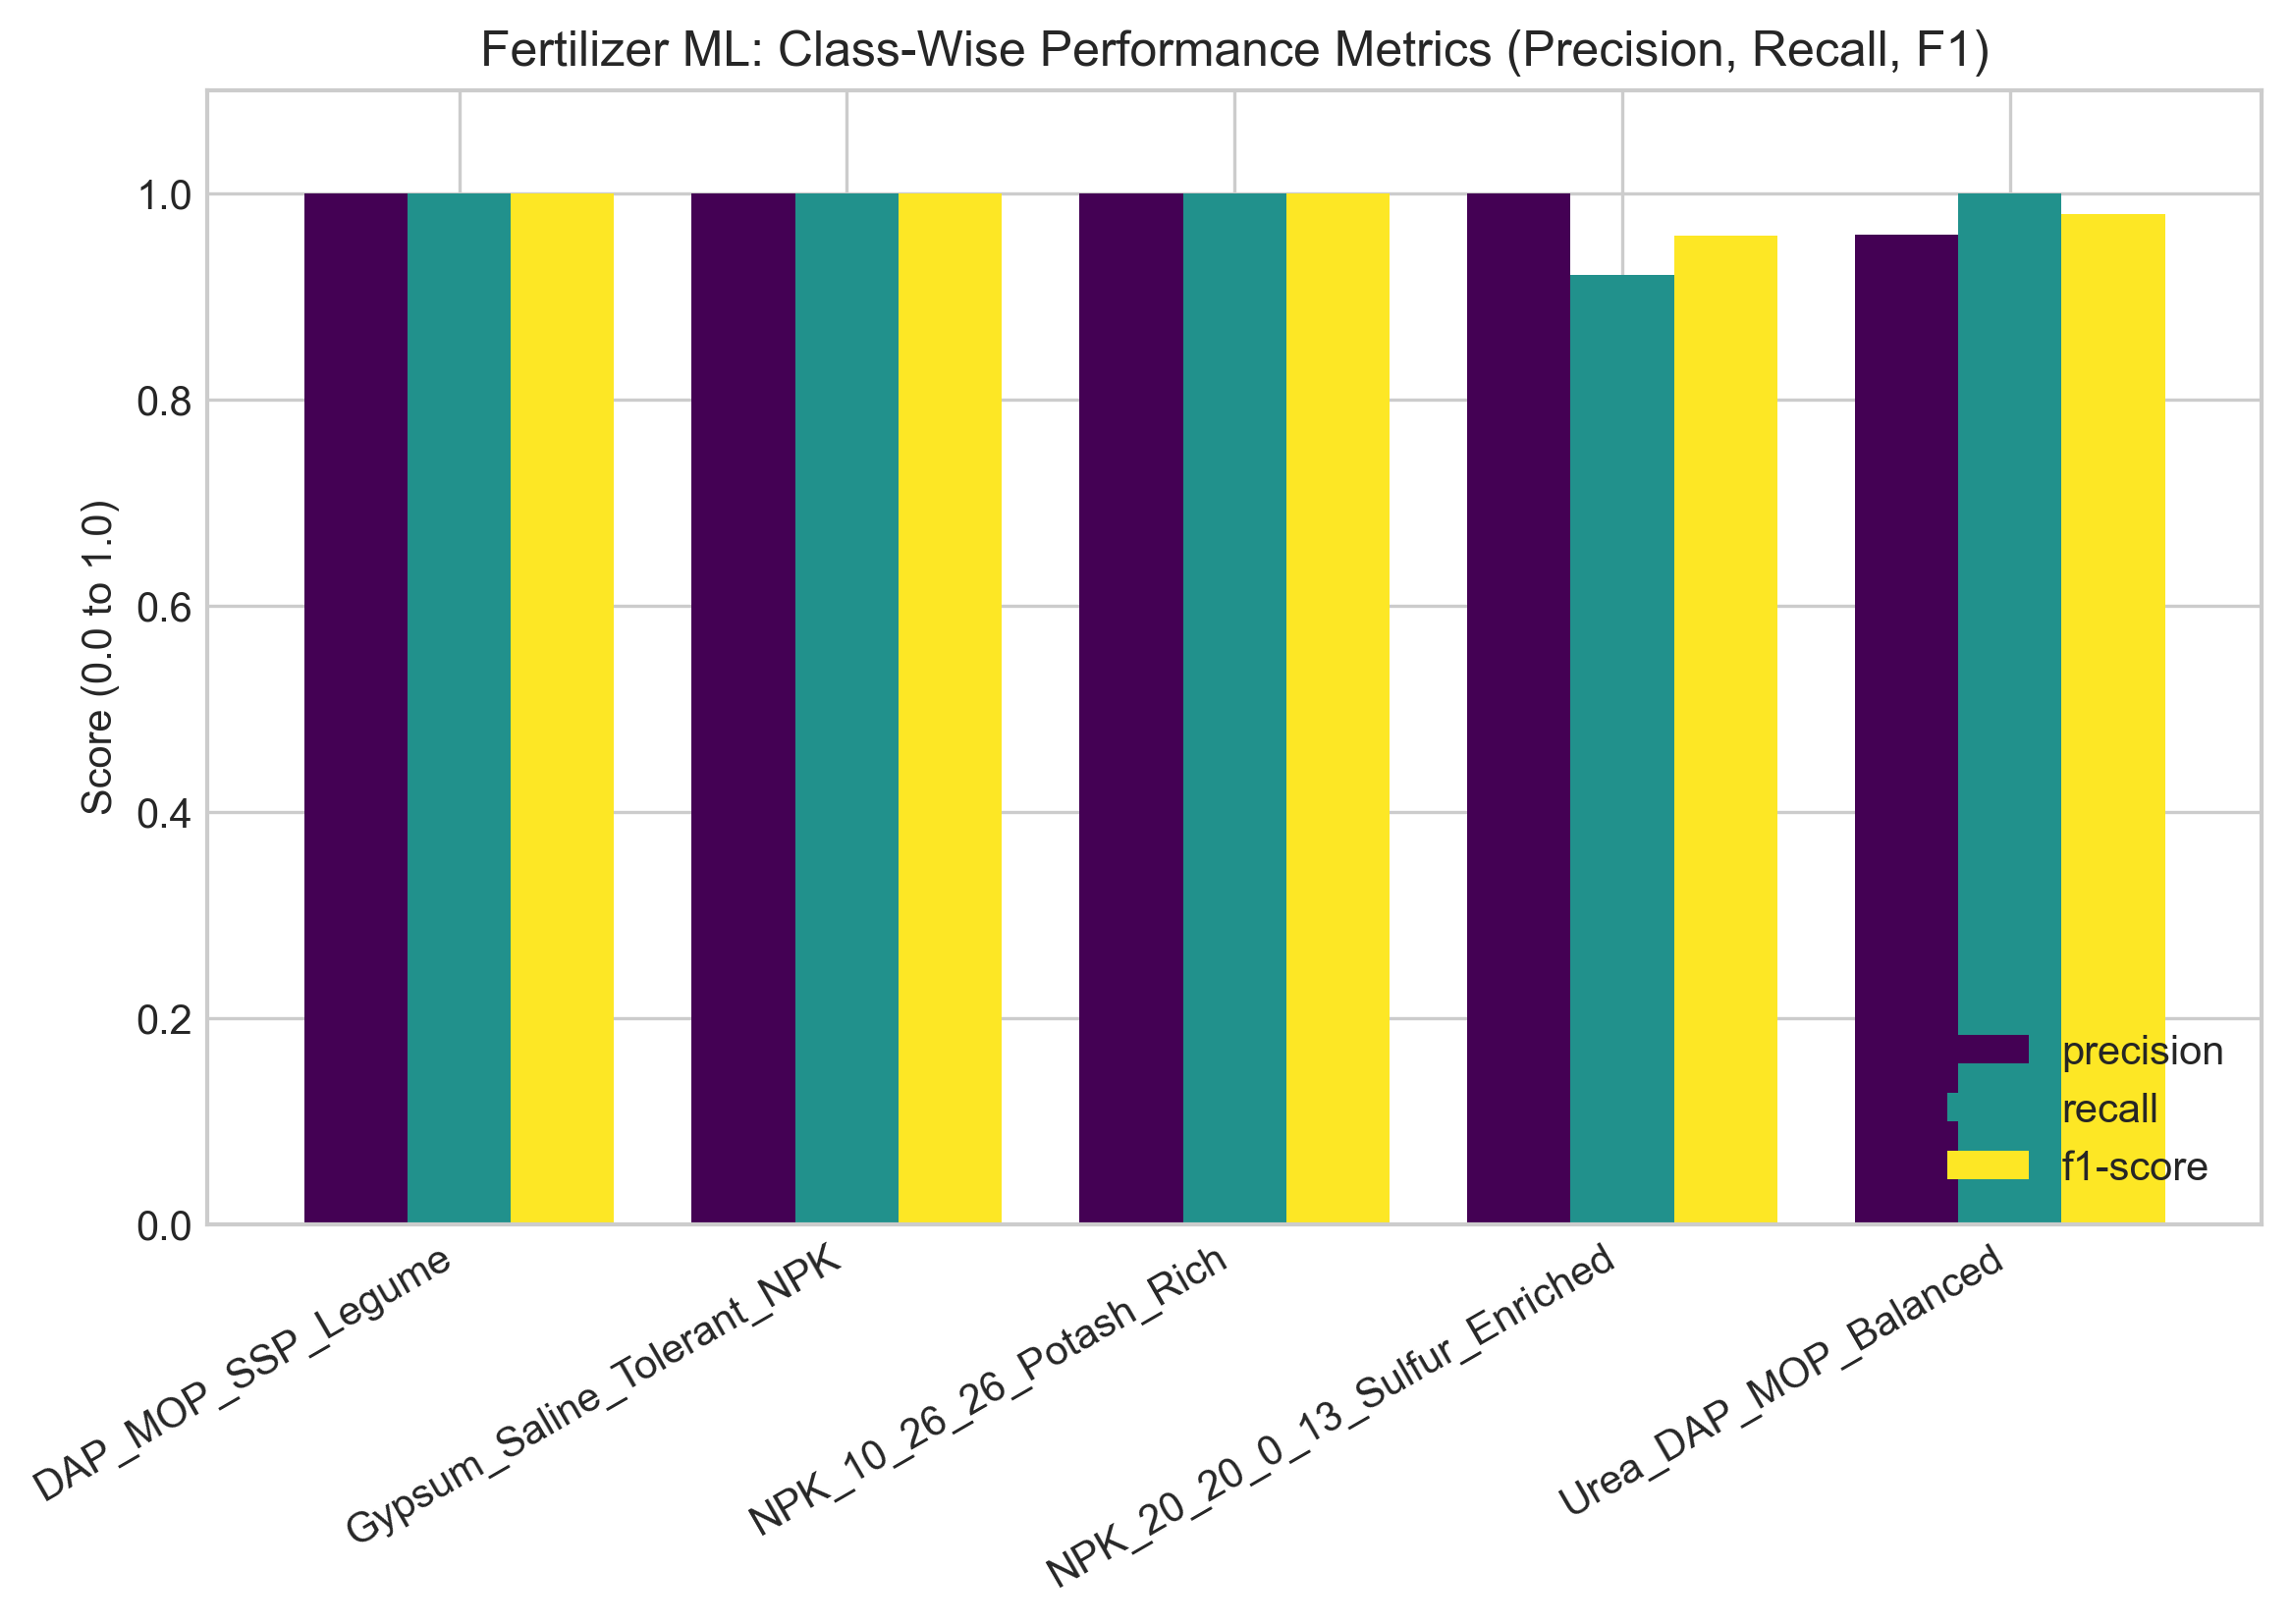 Fertilizer ML: Class-Wise Performance Metrics (Precision, Recall, F1)
Score (0.0 to 1.0)
1.0
0.8
0.6
0.4
0.2
0.0
precision
recall
f1-score
DAP_MOP_SSP_Legume
Gypsum_Saline_Tolerant_NPK
NPK_10_26_26_Potash_Rich
NPK_20_20_0_13_Sulfur_Enriched
Urea_DAP_MOP_Balanced